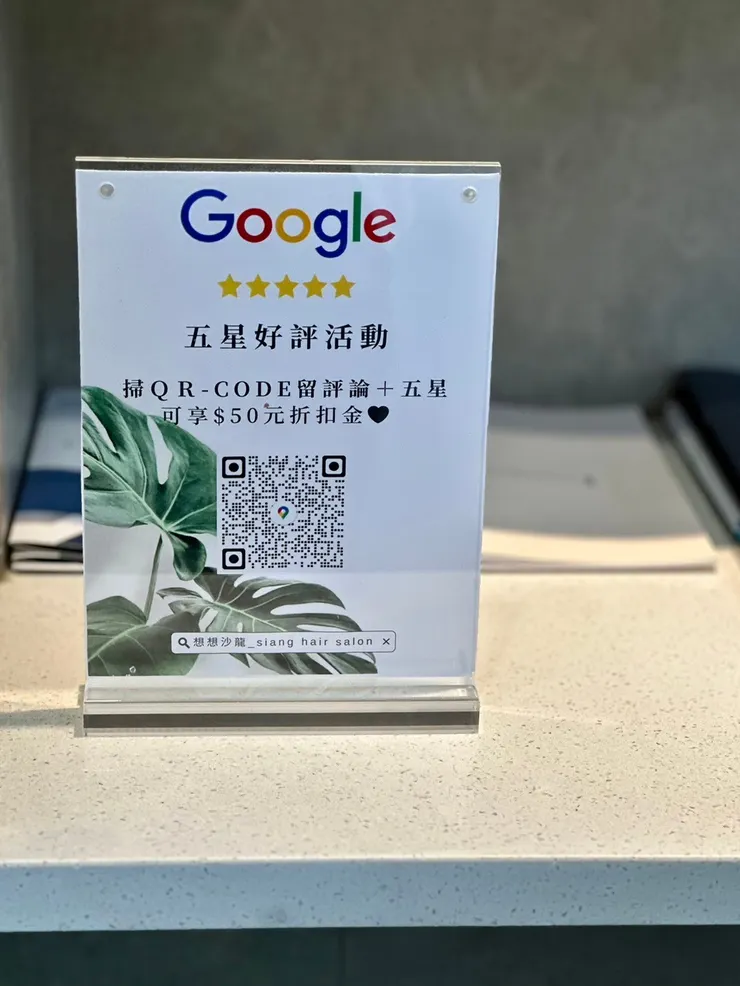 Google
五星好評活動
掃QR-CODE留評論＋五星
可享$50元折扣金🖤
想想沙龍_siang hair salon ×